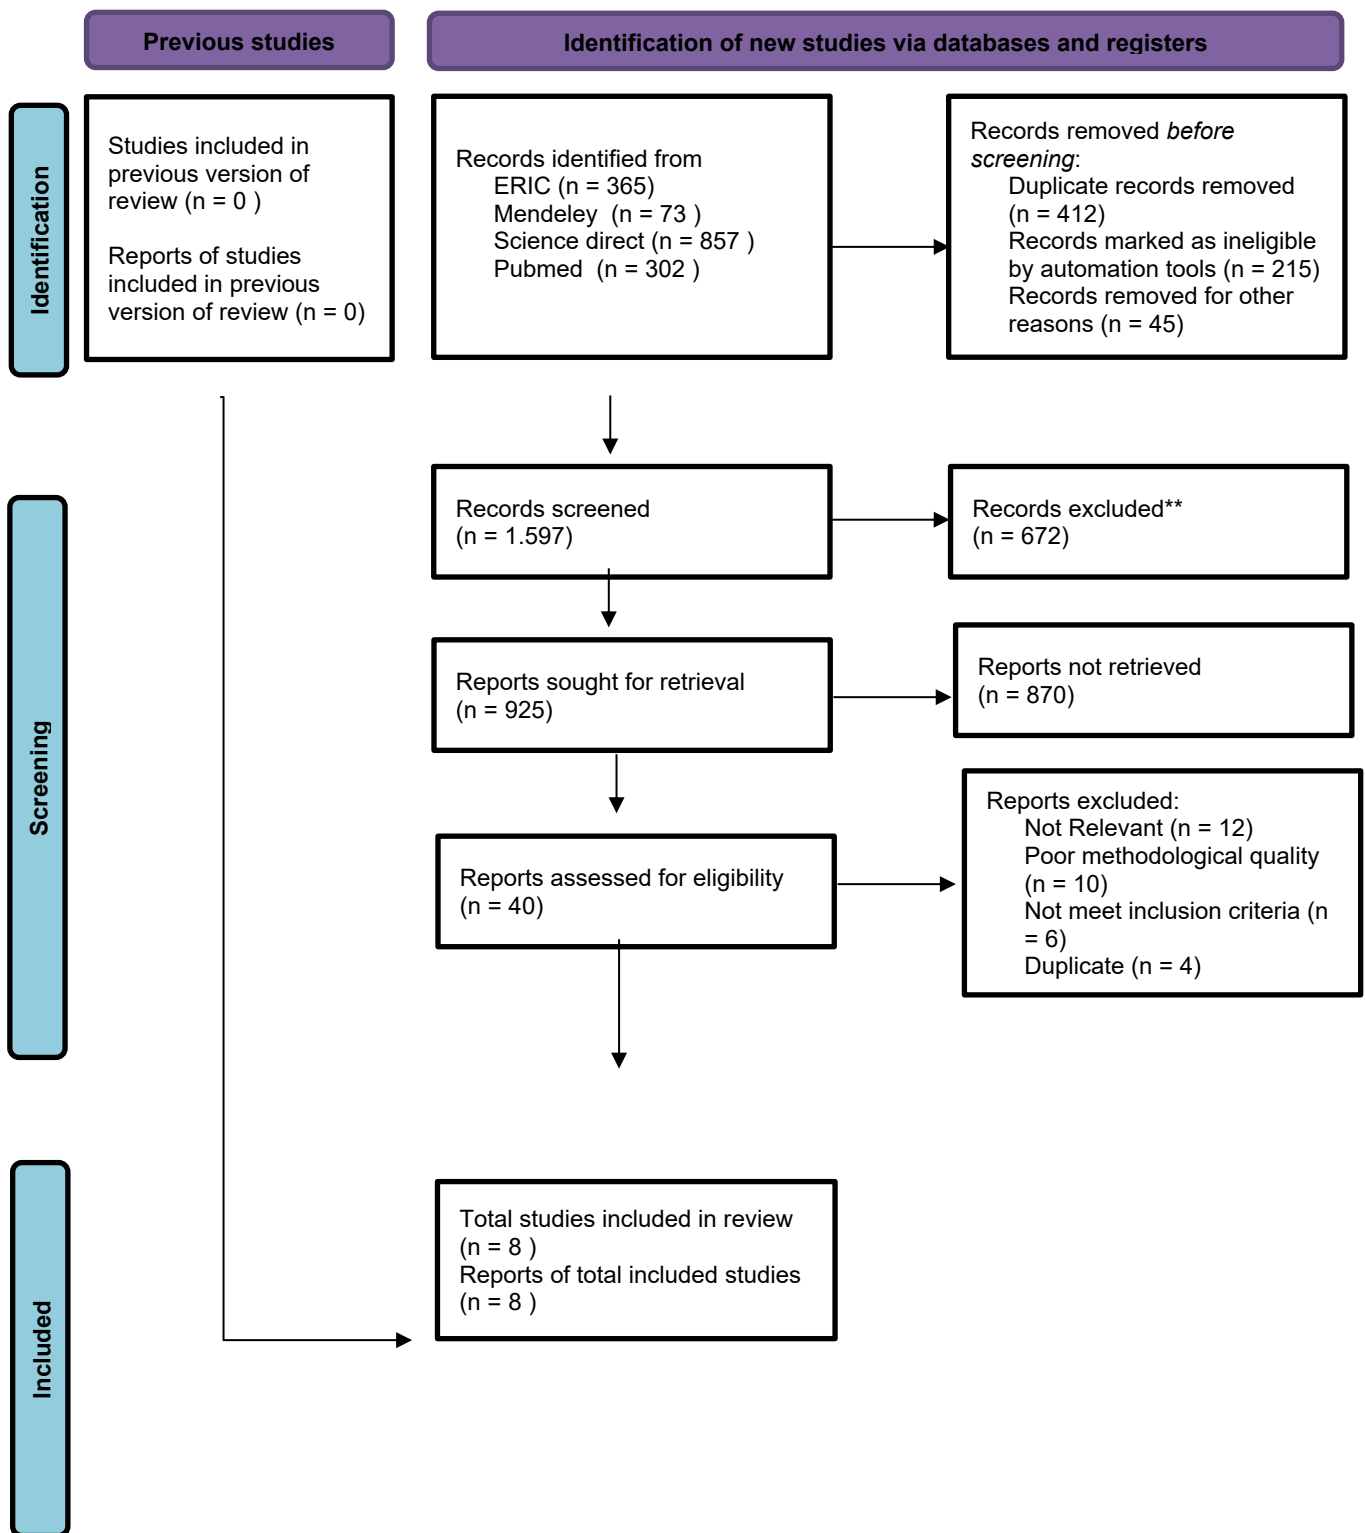 Previous studies
Identification of new studies via databases and registers
Identification
Studies included in
previous version of
review (n = 0 )
Reports of studies
included in previous
version of review (n = 0)
Records identified from
ERIC (n = 365)
Mendeley  (n = 73 )
Science direct (n = 857 )
Pubmed  (n = 302 )
Records removed before
screening:
Duplicate records removed
(n = 412)
Records marked as ineligible
by automation tools (n = 215)
Records removed for other
reasons (n = 45)
Screening
Records screened
(n = 1.597)
Records excluded**
(n = 672)
Reports sought for retrieval
(n = 925)
Reports not retrieved
(n = 870)
Reports assessed for eligibility
(n = 40)
Reports excluded:
Not Relevant (n = 12)
Poor methodological quality
(n = 10)
Not meet inclusion criteria (n
= 6)
Duplicate (n = 4)
Included
Total studies included in review
(n = 8 )
Reports of total included studies
(n = 8 )